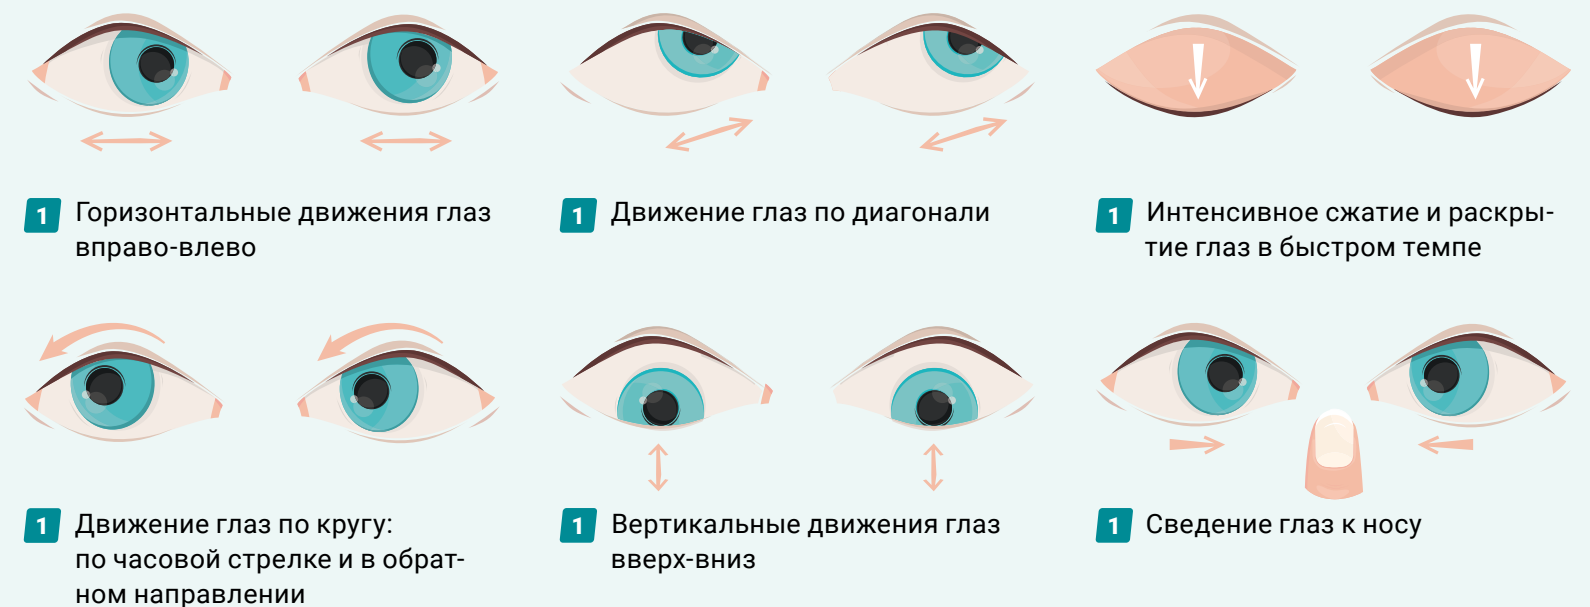 1 Горизонтальные движения глаз
вправо-влево
1 Движение глаз по диагонали
1 Интенсивное сжатие и раскры-
тие глаз в быстром темпе
1 Движение глаз по кругу:
по часовой стрелке и в обрат-
ном направлении
1 Вертикальные движения глаз
вверх-вниз
1 Сведение глаз к носу